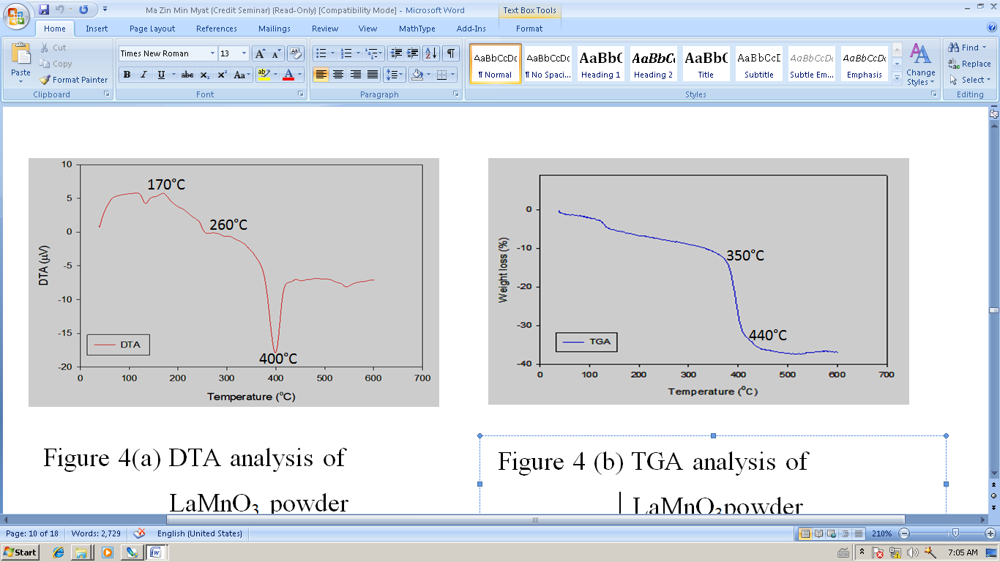 Ma Zin Min Myat (Credit Seminar) (Read-Only) [Compatibility Mode] - Microsoft Word
Text Box Tools
Home Insert Page Layout References Mailings Review View MathType Add-Ins Format
Paste
Cut
Copy
Format Painter
Clipboard
Times New Roman 13
B I U abc x₂ x² Aa A
Font
Paragraph
AaBbCcDc AaBbCcDc AaBbC AaBbCc AaBbC AaBbCcI AaBbCcDc AaBbCcDc
¶ Normal ¶ No Spaci... Heading 1 Heading 2 Title Subtitle Subtle Em... Emphasis
Change Styles
Styles
Find
Replace
Select
Editing
10
5
0
-5
-10
-15
-20
DTA (µV)
170°C
260°C
400°C
DTA
0 100 200 300 400 500 600 700
Temperature (°C)
0
-10
-20
-30
-40
Weight loss (%)
350°C
440°C
TGA
0 100 200 300 400 500 600 700
Temperature (°C)
Figure 4(a) DTA analysis of
LaMnO₃ powder
Figure 4 (b) TGA analysis of
LaMnO₃powder
Page: 10 of 18 Words: 2,729 English (United States) 210%
Start 7:05 AM